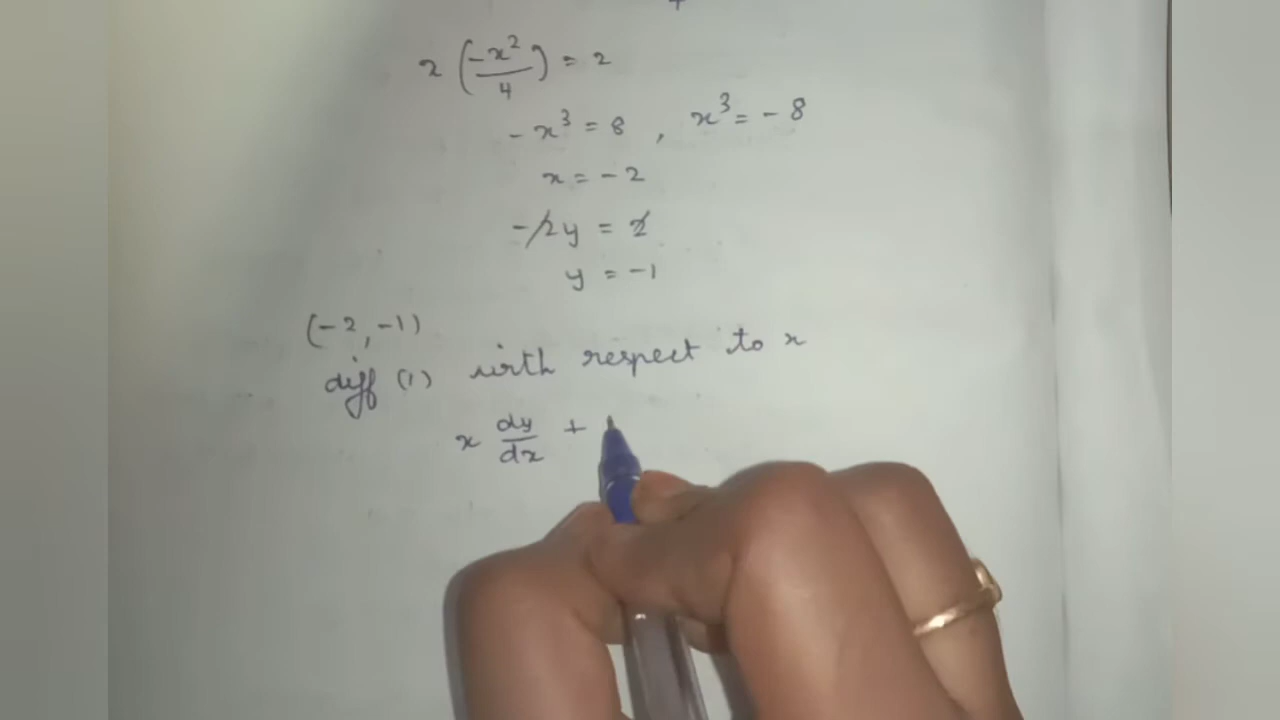 x (-x²/4) = 2
- x³ = 8 , x³ = - 8
x = - 2
-2y = 2
y = -1
(-2, -1)
diff (1) with respect to x
x dy/dx +